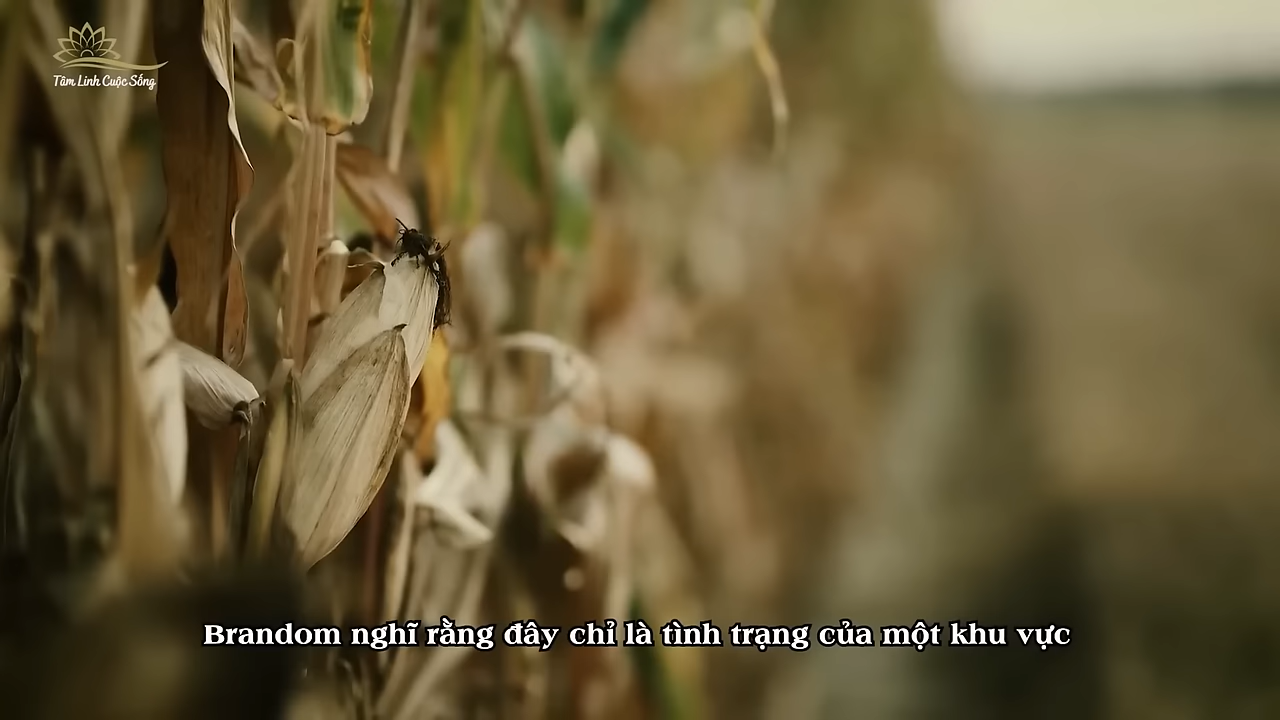 Tâm Linh Cuộc Sống
Brandom nghĩ rằng đây chỉ là tình trạng của một khu vực